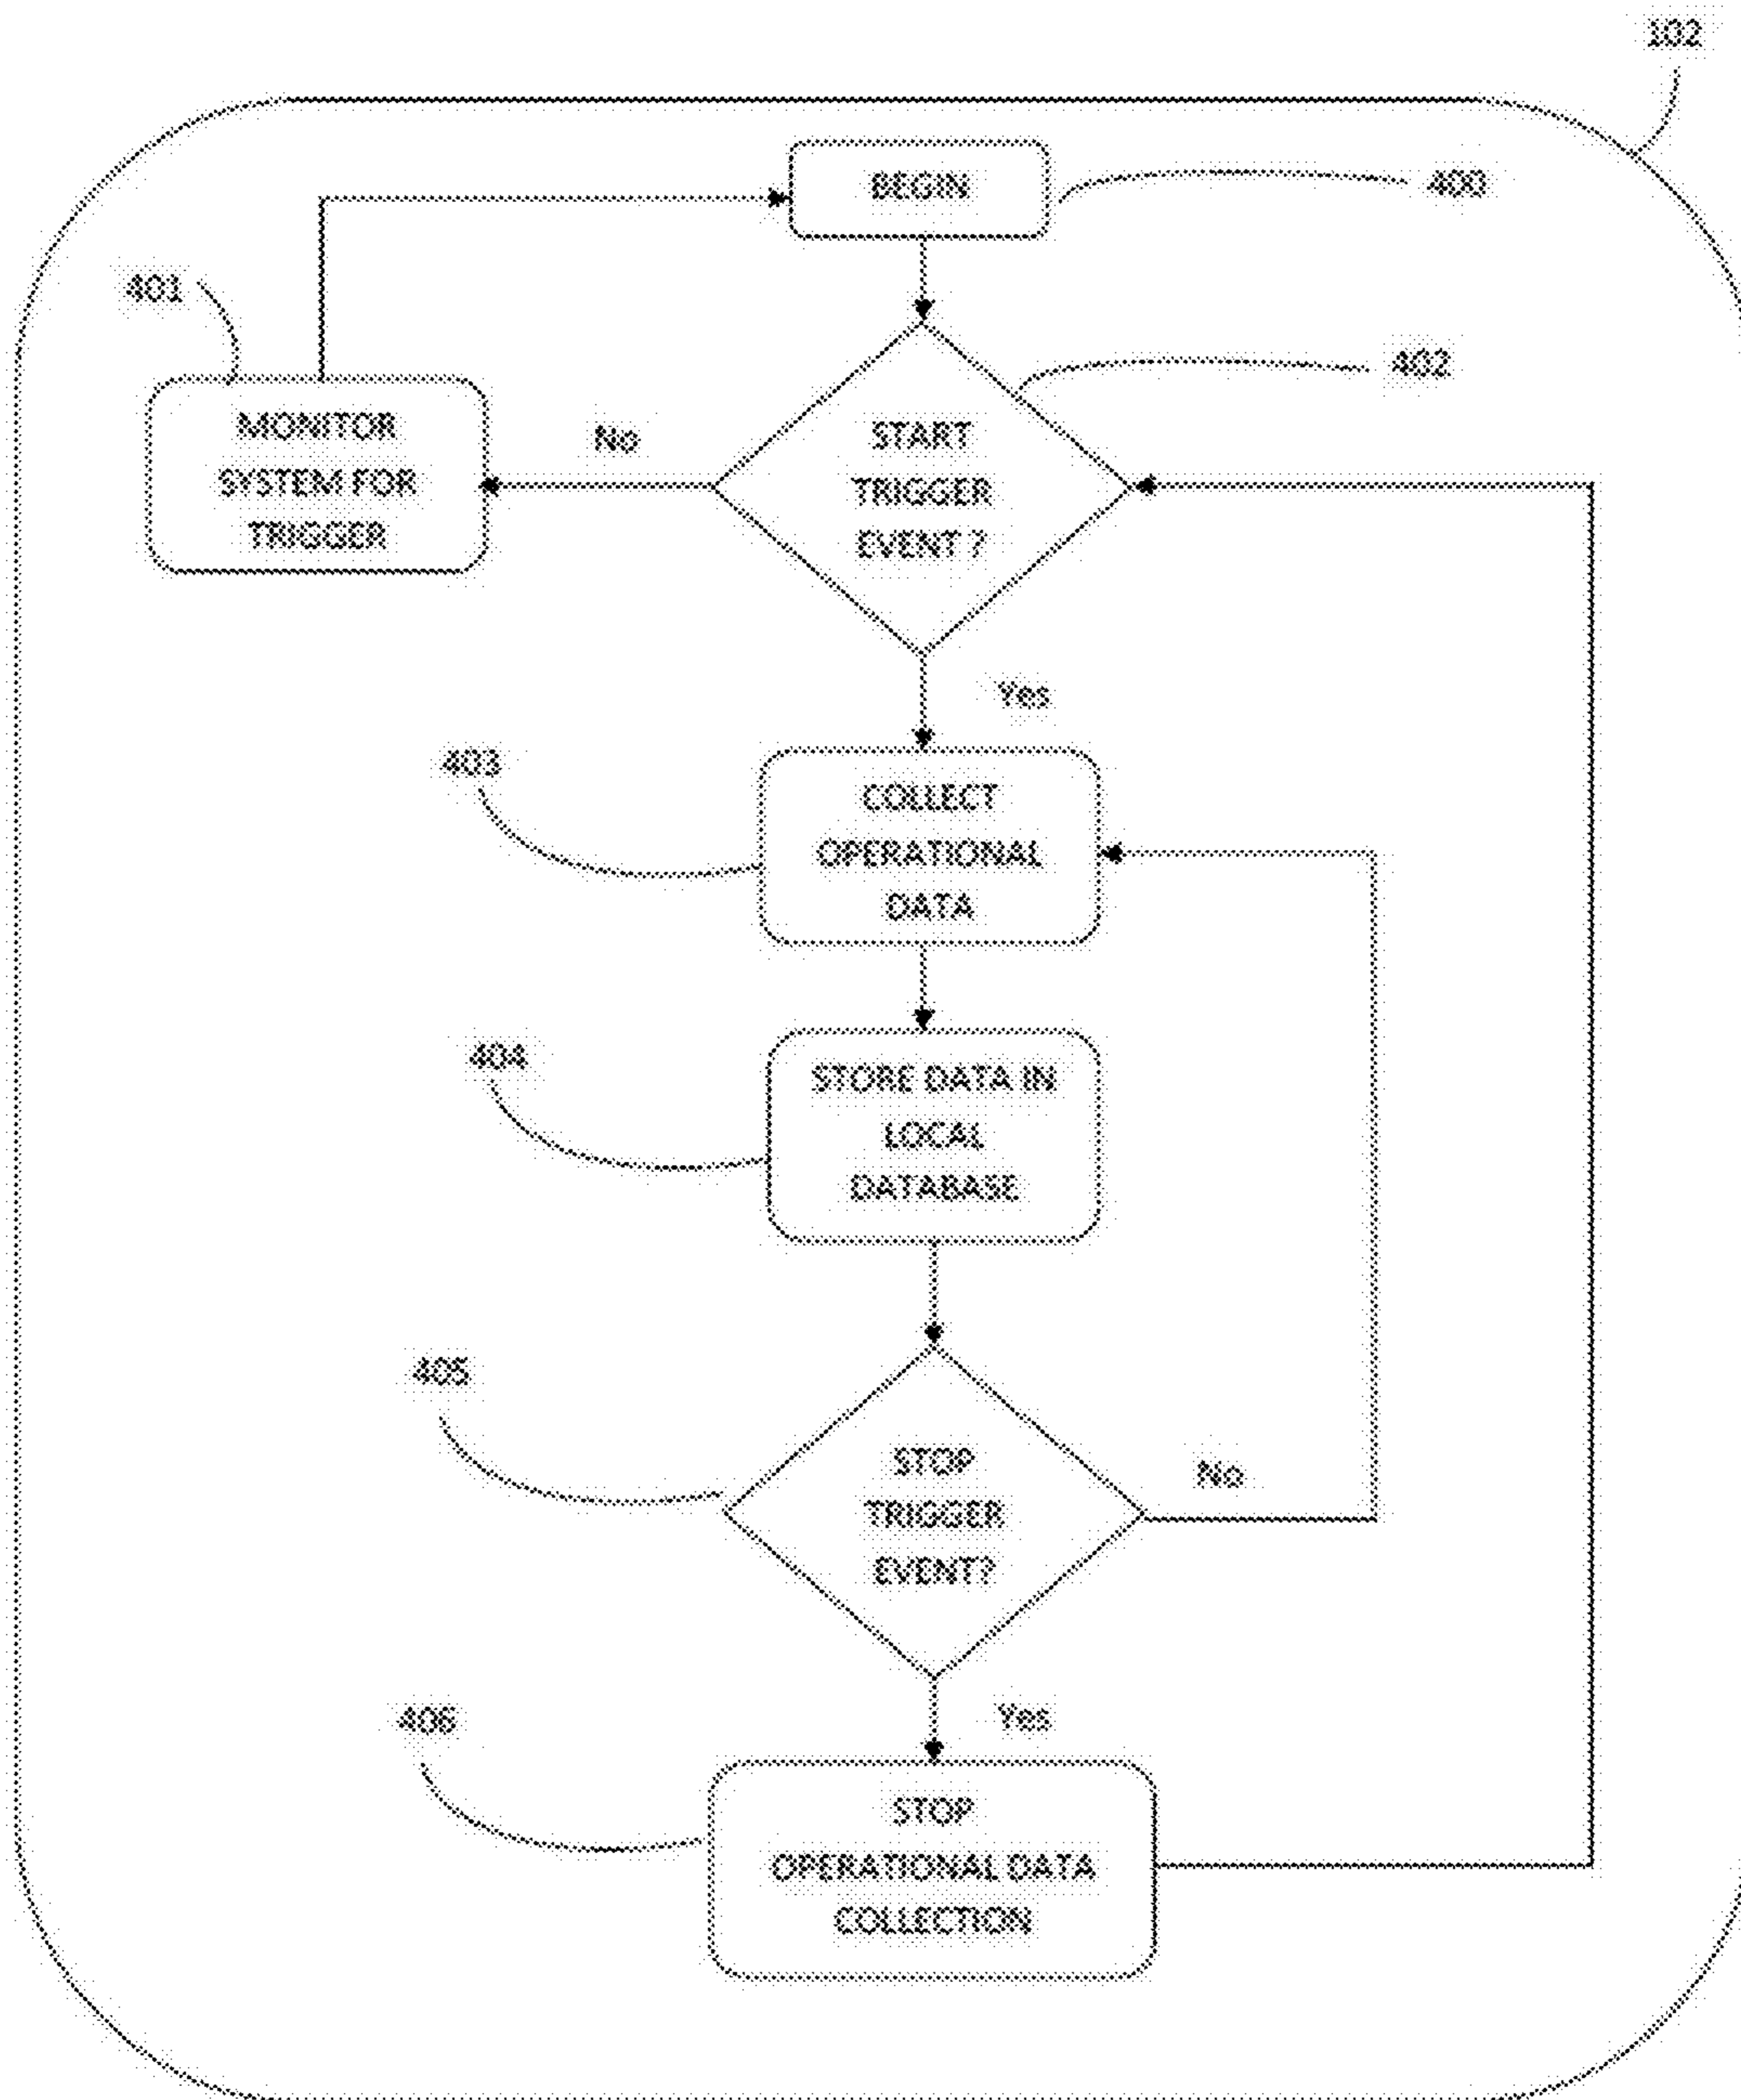 102
BEGIN
400
401
402
MONITOR
SYSTEM FOR
TRIGGER
No
START
TRIGGER
EVENT ?
Yes
403
COLLECT
OPERATIONAL
DATA
404
STORE DATA IN
LOCAL
DATABASE
405
STOP
TRIGGER
EVENT?
No
406
Yes
STOP
OPERATIONAL DATA
COLLECTION